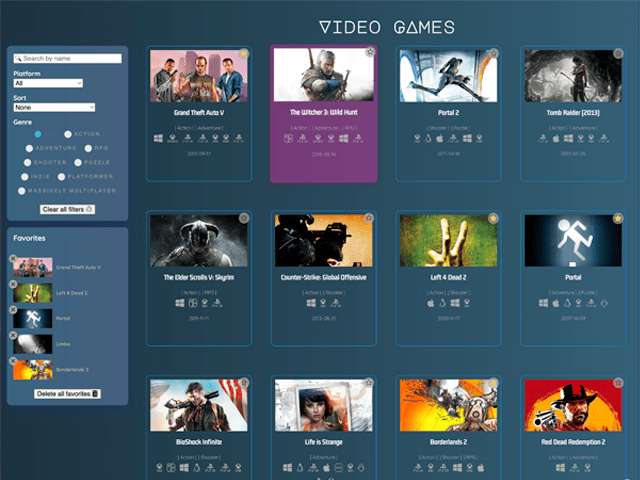 VIDEO GAMES
Search by name
Platform
All
Sort
None
Genre
ACTION
ADVENTURE
RPG
SHOOTER
PUZZLE
INDIE
PLATFORMER
MASSIVELY MULTIPLAYER
Clear all filters
Favorites
Grand Theft Auto V
Left 4 Dead 2
Portal
Limbo
Borderlands 2
Delete all favorites
Grand Theft Auto V
| Action | | Adventure |
2013-09-17
The Witcher 3: Wild Hunt
| Action | | Adventure | | RPG |
2015-05-18
Portal 2
| Shooter | | Puzzle |
2011-04-18
Tomb Raider (2013)
| Action | | Adventure |
The Elder Scrolls V: Skyrim
| Action | | RPG |
2011-11-11
Counter-Strike: Global Offensive
| Action | | Shooter |
2012-08-21
Left 4 Dead 2
| Action | | Shooter |
2009-11-17
Portal
| Adventure | | Puzzle |
2007-10-09
BioShock Infinite
| Action | | Shooter |
Life is Strange
| Adventure |
Borderlands 2
| Action | | Shooter | | RPG |
Red Dead Redemption 2
| Action | | Adventure |